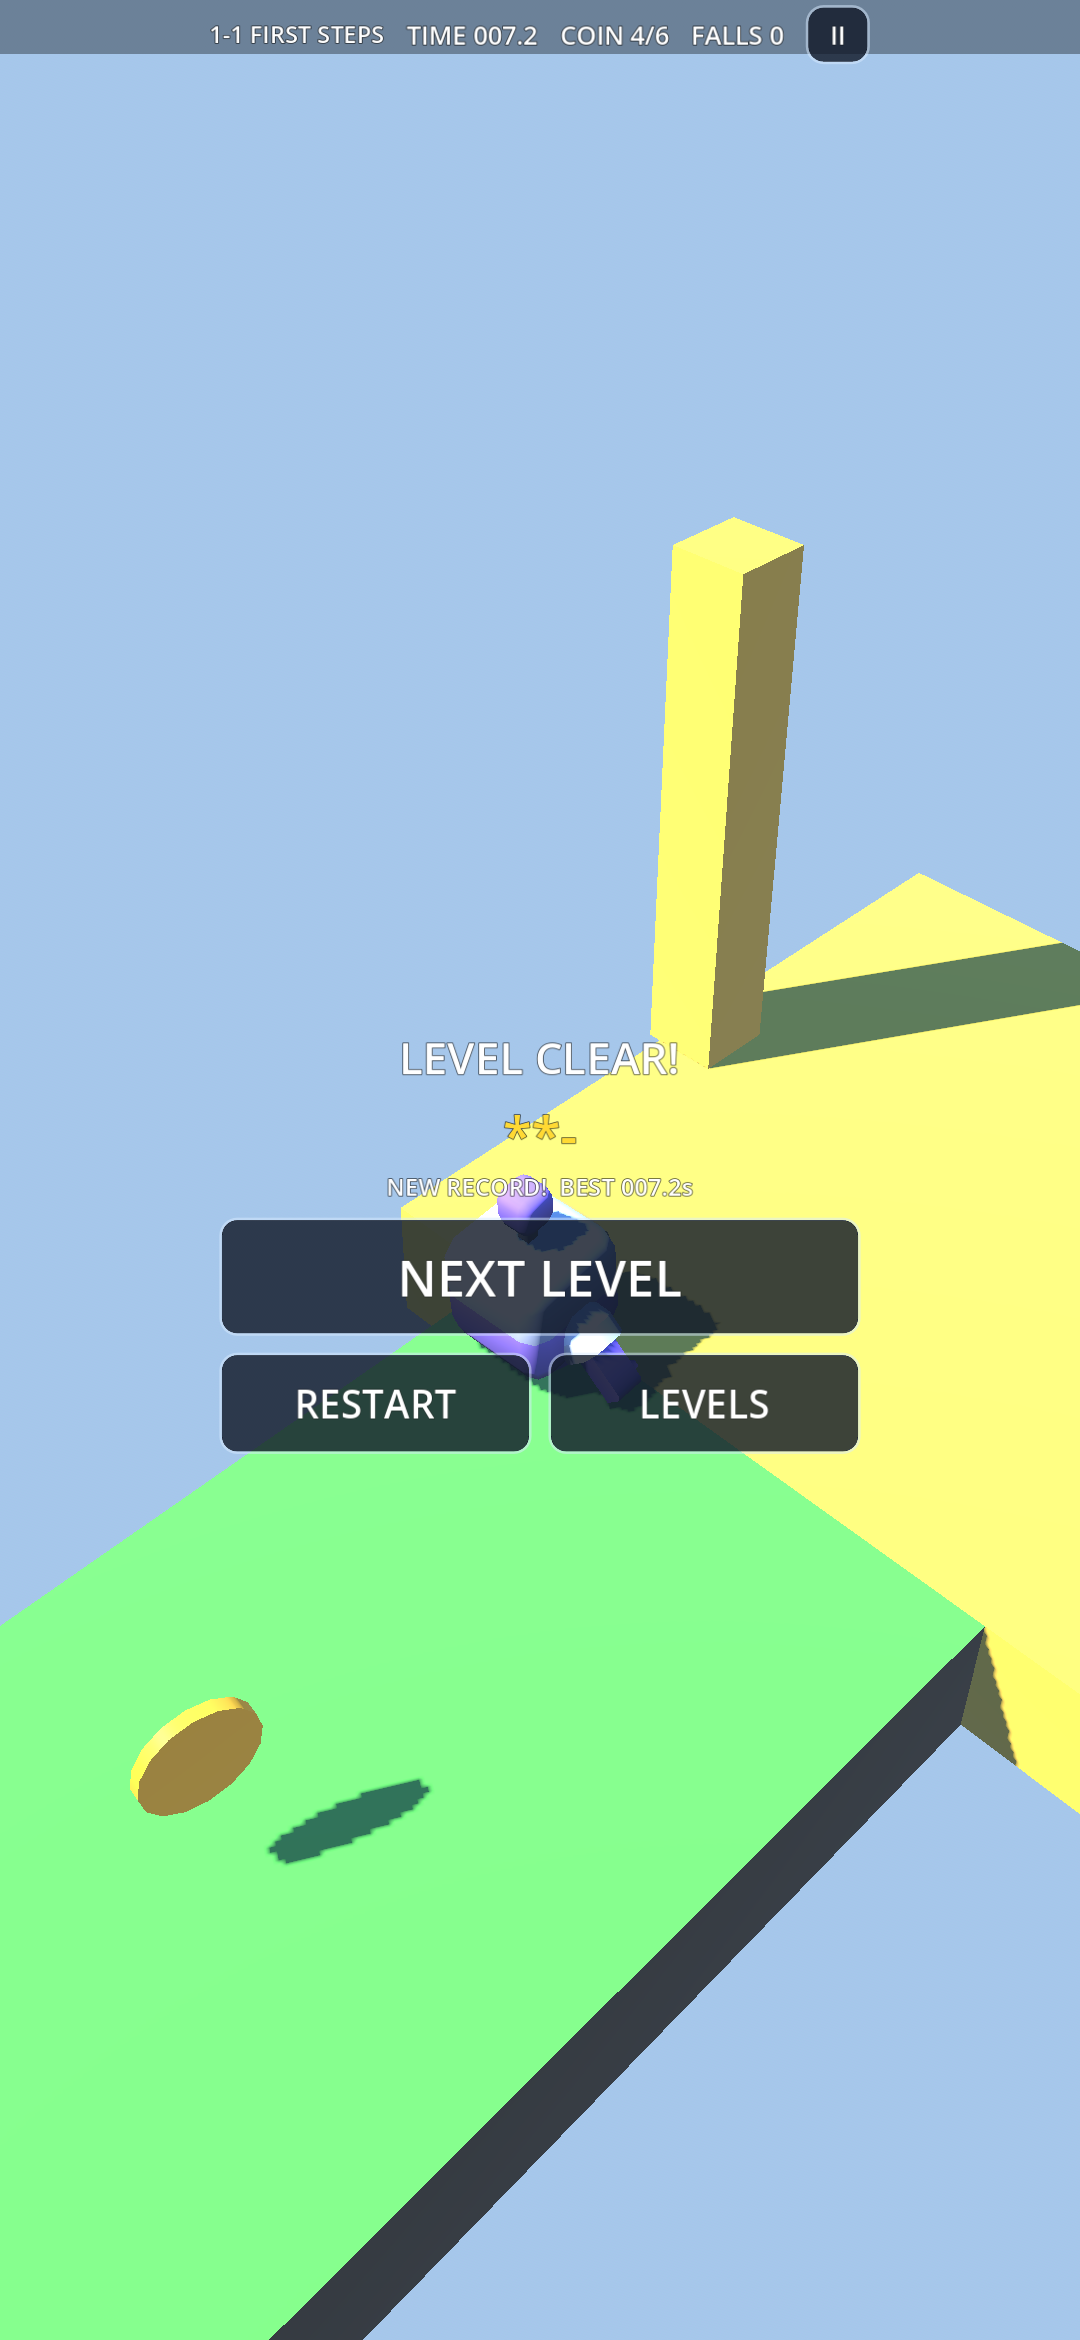 1-1 FIRST STEPS TIME 007.2 COIN 4/6 FALLS 0 II
LEVEL CLEAR!
**-
NEW RECORD! BEST 007.2s
NEXT LEVEL
RESTART LEVELS